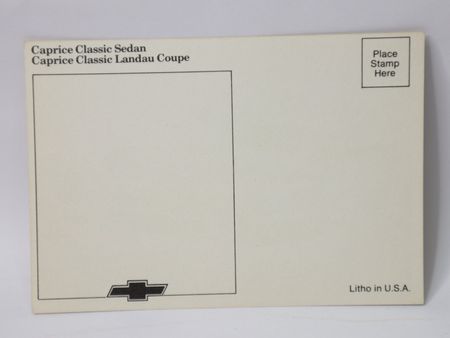 Caprice Classic Sedan
Caprice Classic Landau Coupe
Place
Stamp
Here
Litho in U.S.A.